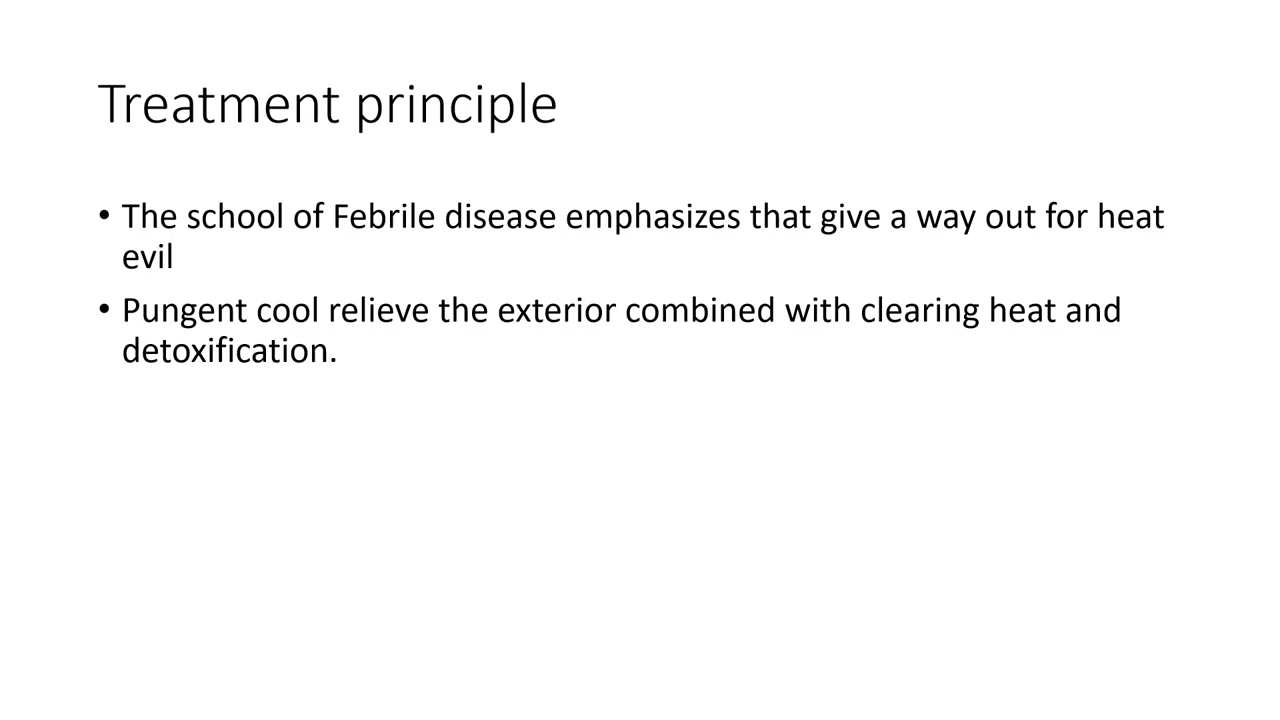 Treatment principle
• The school of Febrile disease emphasizes that give a way out for heat
evil
• Pungent cool relieve the exterior combined with clearing heat and
detoxification.